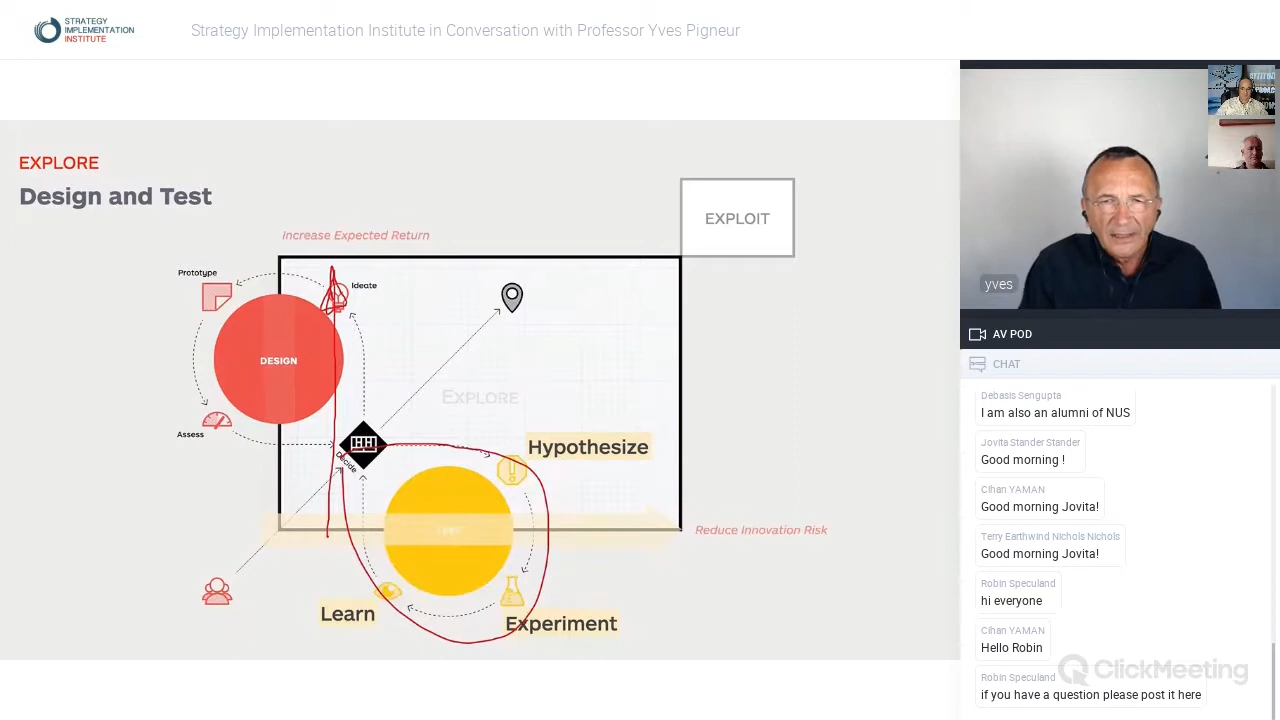 STRATEGY
IMPLEMENTATION
INSTITUTE
Strategy Implementation Institute in Conversation with Professor Yves Pigneur
EXPLORE
Design and Test
EXPLOIT
Increase Expected Return
Prototype
Ideate
DESIGN
EXPLORE
Assess
Decide
Hypothesize
Reduce Innovation Risk
Learn
Experiment
yves
AV POD
CHAT
Debasis Sengupta
I am also an alumni of NUS
Jovita Stander Stander
Good morning !
Cihan YAMAN
Good morning Jovita!
Terry Earthwind Nichols Nichols
Good morning Jovita!
Robin Speculand
hi everyone
Cihan YAMAN
Hello Robin
Robin Speculand
if you have a question please post it here
ClickMeeting